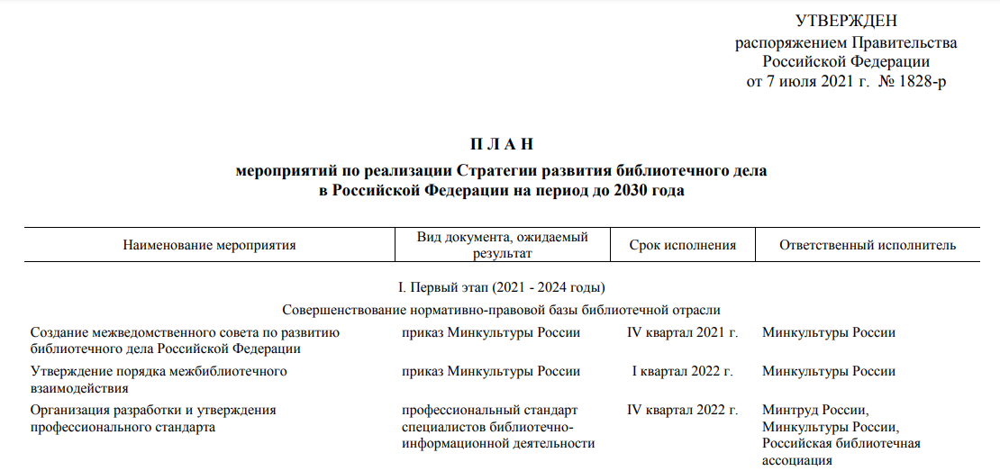 УТВЕРЖДЕН
распоряжением Правительства
Российской Федерации
от 7 июля 2021 г. № 1828-р
П Л А Н
мероприятий по реализации Стратегии развития библиотечного дела
в Российской Федерации на период до 2030 года
Наименование мероприятия
Вид документа, ожидаемый
результат
Срок исполнения
Ответственный исполнитель
I. Первый этап (2021 - 2024 годы)
Совершенствование нормативно-правовой базы библиотечной отрасли
Создание межведомственного совета по развитию
библиотечного дела Российской Федерации
приказ Минкультуры России
IV квартал 2021 г.
Минкультуры России
Утверждение порядка межбиблиотечного
взаимодействия
приказ Минкультуры России
I квартал 2022 г.
Минкультуры России
Организация разработки и утверждения
профессионального стандарта
профессиональный стандарт
специалистов библиотечно-
информационной деятельности
IV квартал 2022 г.
Минтруд России,
Минкультуры России,
Российская библиотечная
ассоциация